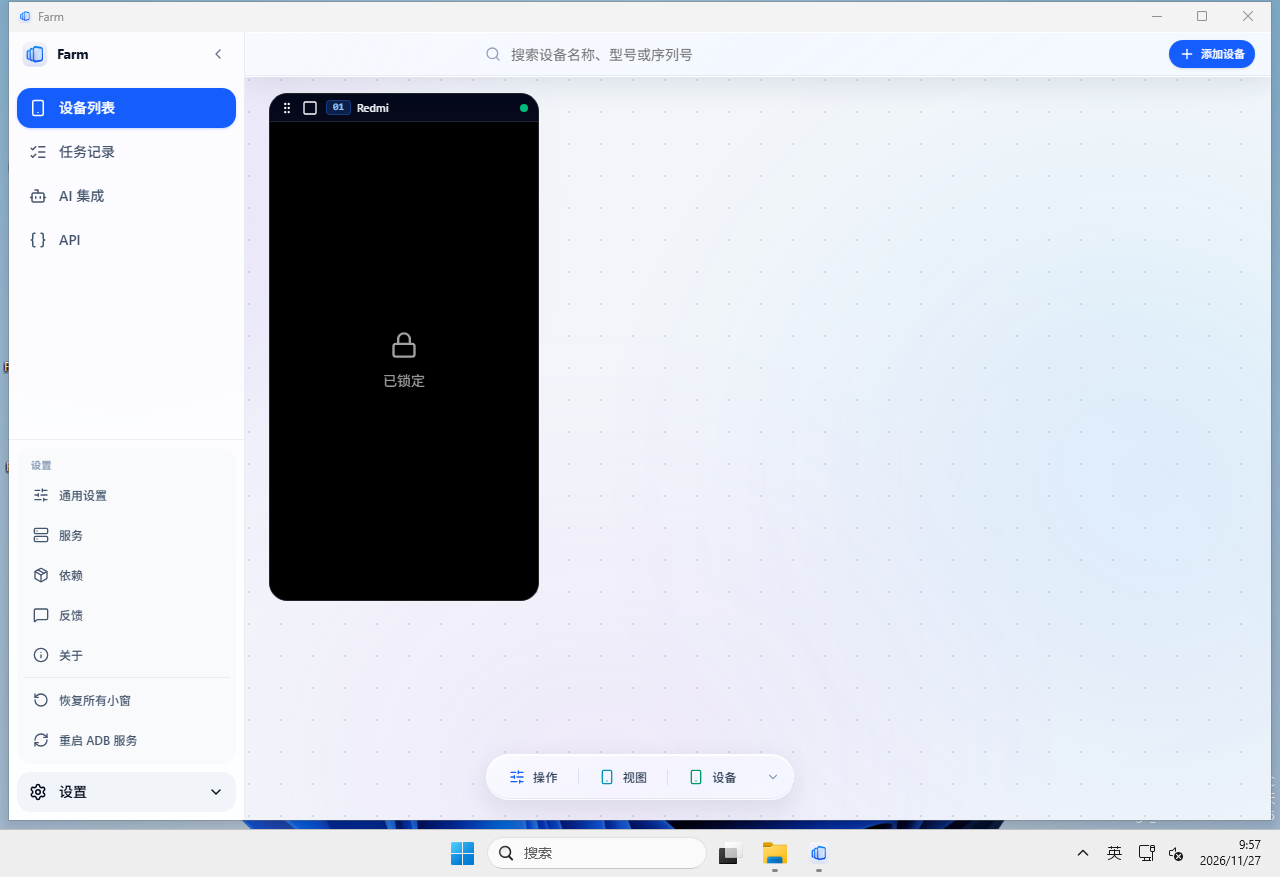 Farm
Farm
搜索设备名称、型号或序列号
添加设备
设备列表
任务记录
AI 集成
API
01 Redmi
已锁定
设置
通用设置
服务
依赖
反馈
关于
恢复所有小窗
重启 ADB 服务
设置
操作
视图
设备
搜索
英
9:57
2026/11/27